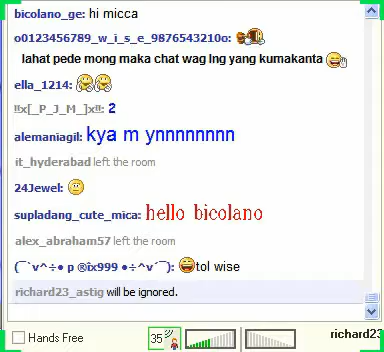 bicolano_ge: hi micca
o0123456789_w_i_s_e_9876543210o:
lahat pede mong maka chat wag lng yang kumakanta
ella_1214:
!!x[_P_J_M_]x!!: 2
alemaniagil: kya m ynnnnnnnn
it_hyderabad left the room
24Jewel:
supladang_cute_mica: hello bicolano
alex_abraham57 left the room
(¯`v^÷● p ®îx999 ●÷^v´¯): tol wise
richard23_astig will be ignored.
Hands Free
35
richard23